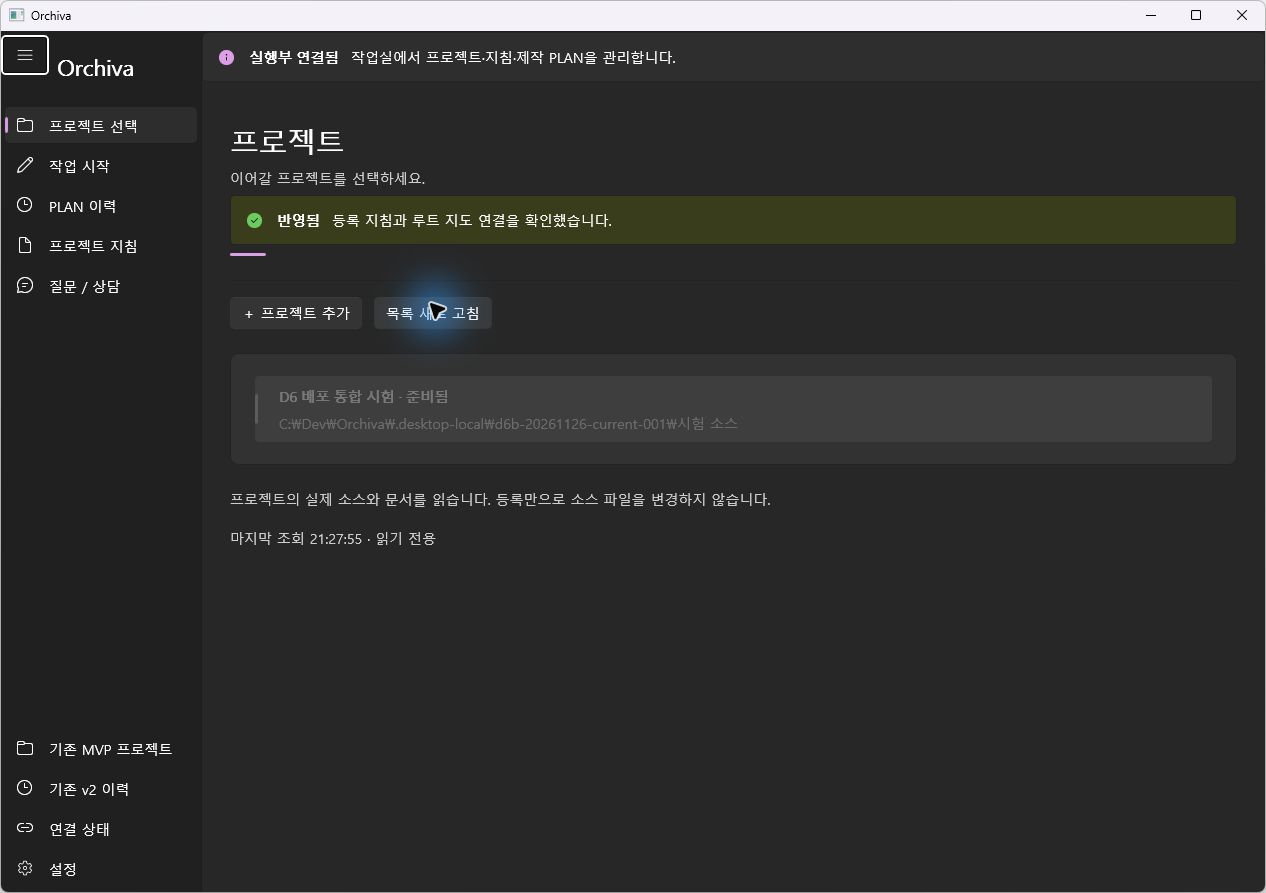 Orchiva
Orchiva
실행부 연결됨 작업실에서 프로젝트·지침·제작 PLAN을 관리합니다.
프로젝트 선택
작업 시작
PLAN 이력
프로젝트 지침
질문 / 상담
프로젝트
이어갈 프로젝트를 선택하세요.
반영됨 등록 지침과 루트 지도 연결을 확인했습니다.
+ 프로젝트 추가
목록 새로 고침
D6 배포 통합 시험 · 준비됨
C:₩Dev₩Orchiva₩.desktop-local₩d6b-20261126-current-001₩시험 소스
프로젝트의 실제 소스와 문서를 읽습니다. 등록만으로 소스 파일을 변경하지 않습니다.
마지막 조회 21:27:55 · 읽기 전용
기존 MVP 프로젝트
기존 v2 이력
연결 상태
설정